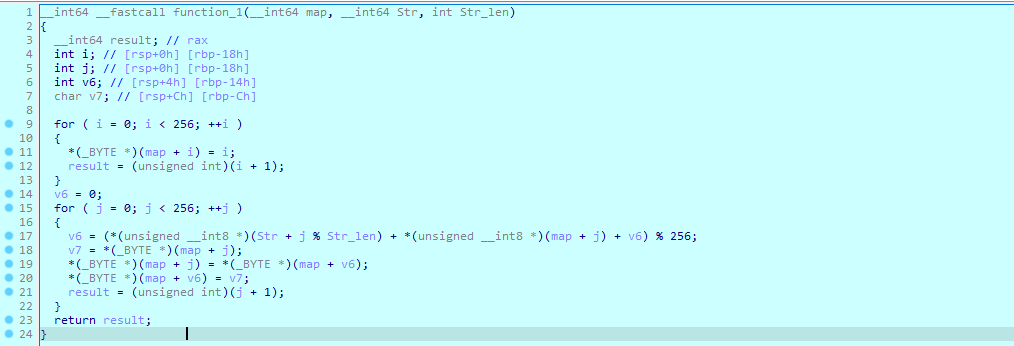 1 __int64 __fastcall function_1(__int64 map, __int64 Str, int Str_len)
2 {
3   __int64 result; // rax
4   int i; // [rsp+0h] [rbp-18h]
5   int j; // [rsp+0h] [rbp-18h]
6   int v6; // [rsp+4h] [rbp-14h]
7   char v7; // [rsp+Ch] [rbp-Ch]
8
9   for ( i = 0; i < 256; ++i )
10   {
11     *(_BYTE *)(map + i) = i;
12     result = (unsigned int)(i + 1);
13   }
14   v6 = 0;
15   for ( j = 0; j < 256; ++j )
16   {
17     v6 = (*(unsigned __int8 *)(Str + j % Str_len) + *(unsigned __int8 *)(map + j) + v6) % 256;
18     v7 = *(_BYTE *)(map + j);
19     *(_BYTE *)(map + j) = *(_BYTE *)(map + v6);
20     *(_BYTE *)(map + v6) = v7;
21     result = (unsigned int)(j + 1);
22   }
23   return result;
24 }